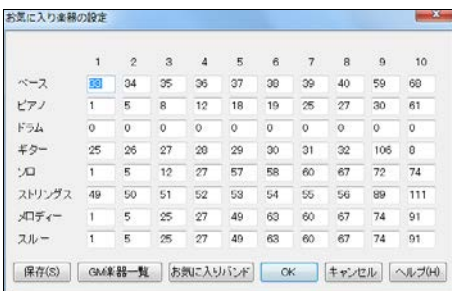 お気に入り楽器の設定
1 2 3 4 5 6 7 8 9 10
ベース 33 34 35 36 37 38 39 40 59 68
ピアノ 1 5 8 12 18 19 25 27 30 61
ドラム 0 0 0 0 0 0 0 0 0 0
ギター 25 26 27 28 29 30 31 32 106 8
ソロ 1 5 12 27 57 58 60 67 72 74
ストリングス 49 50 51 52 53 54 55 56 89 111
メロディー 1 5 25 27 49 63 60 67 74 91
スルー 1 5 25 27 49 63 60 67 74 91
保存(S) GM楽器一覧 お気に入りバンド OK キャンセル ヘルプ(H)